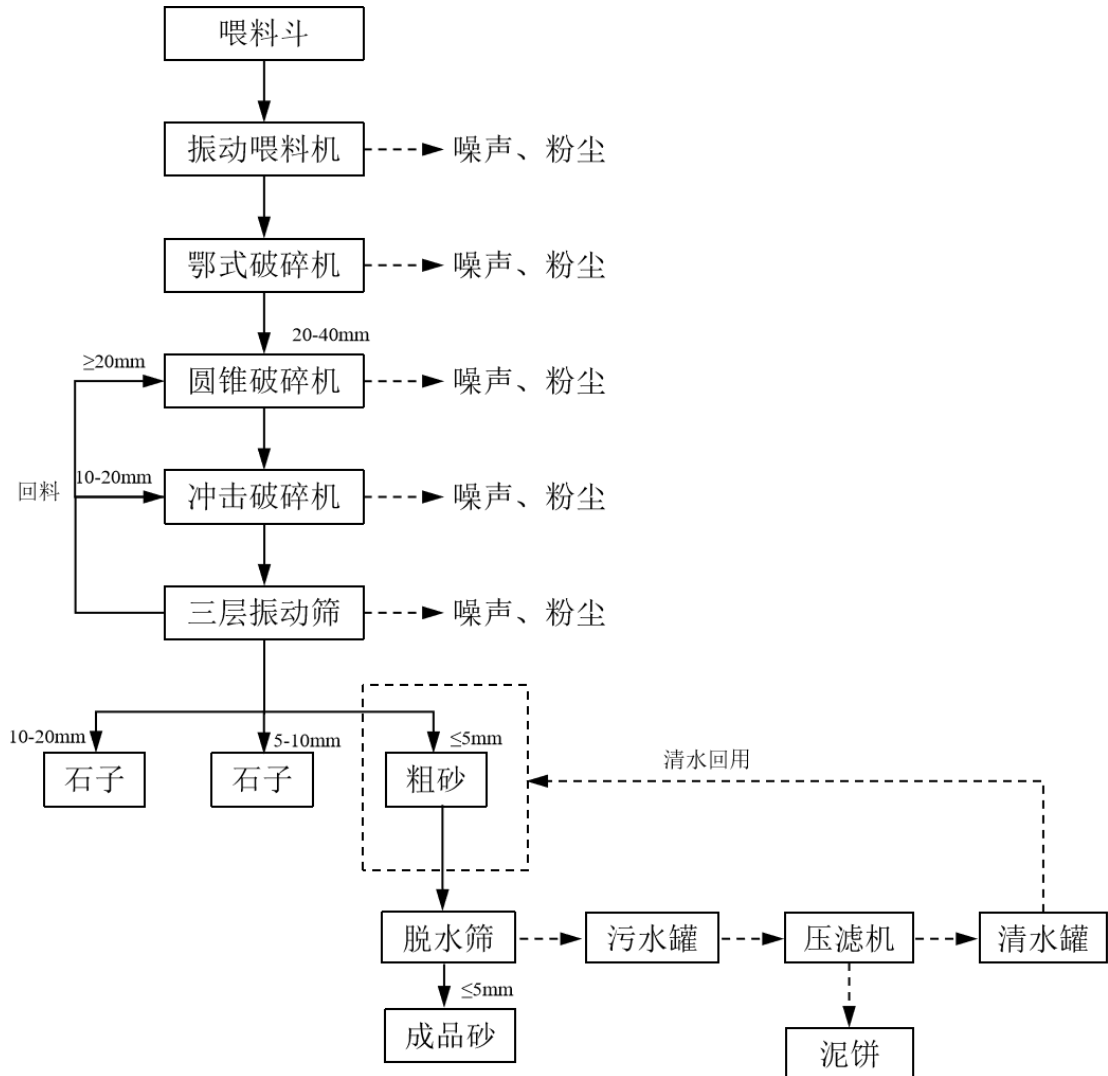 喂料斗
振动喂料机
噪声、粉尘
鄂式破碎机
噪声、粉尘
20-40mm
≥20mm
圆锥破碎机
噪声、粉尘
回料
10-20mm
冲击破碎机
噪声、粉尘
三层振动筛
噪声、粉尘
10-20mm
石子
5-10mm
石子
≤5mm
粗砂
清水回用
脱水筛
污水罐
压滤机
清水罐
≤5mm
成品砂
泥饼